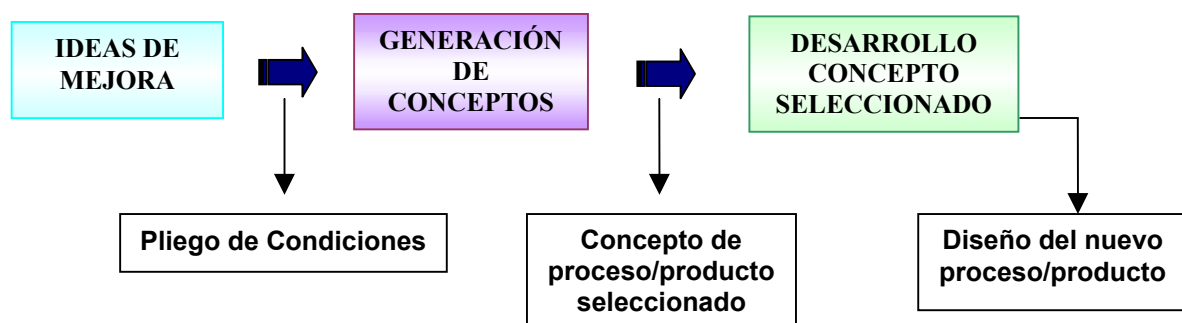 IDEAS DE
MEJORA
GENERACIÓN
DE
CONCEPTOS
DESARROLLO
CONCEPTO
SELECCIONADO
Pliego de Condiciones
Concepto de
proceso/producto
seleccionado
Diseño del nuevo
proceso/producto